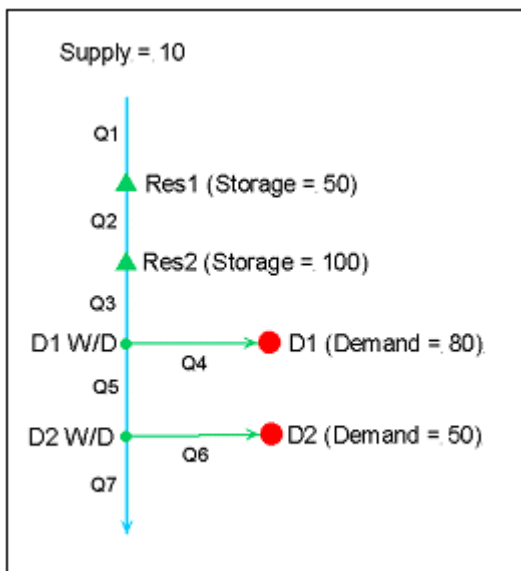 Supply = 10
Q1
Res1 (Storage = 50)
Q2
Res2 (Storage = 100)
Q3
D1 W/D
D1 (Demand = 80)
Q4
Q5
D2 W/D
D2 (Demand = 50)
Q6
Q7